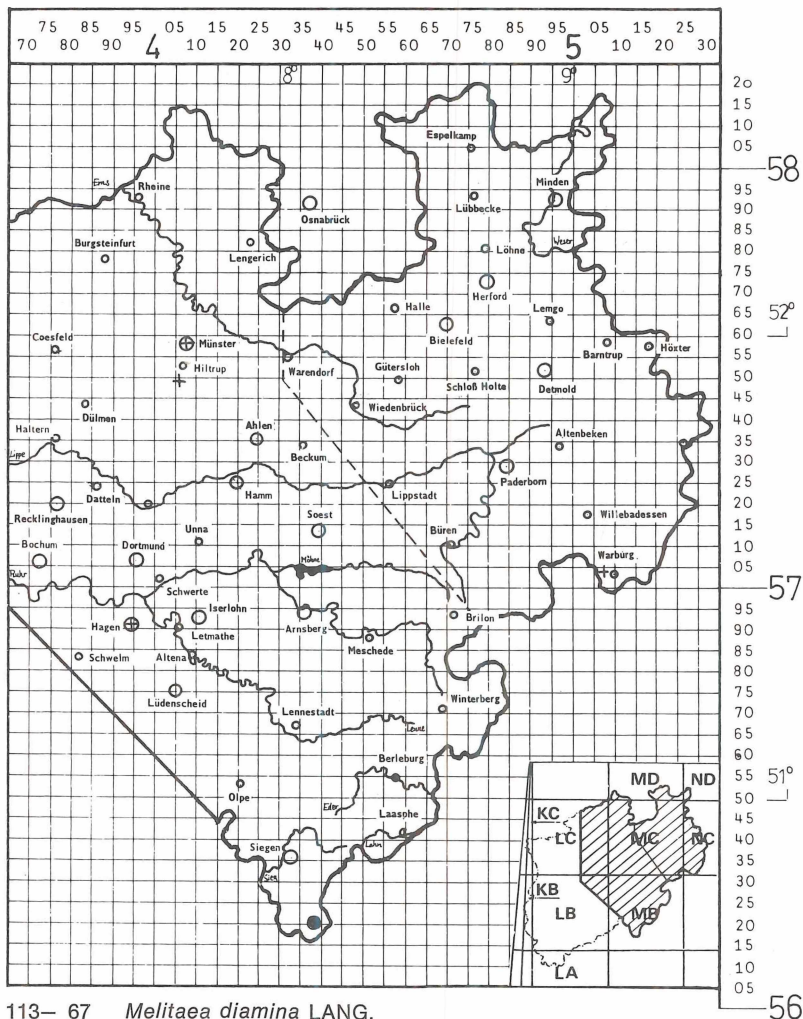 75 85 95 4 05 15 25 35 45 55 65 75 85 95 5 05 15 25
70 80 90 10 20 30 40 50 60 70 80 90 10 20 30
8° 9°
20
15
10
05
58
95
90
85
80
75
70
65
60
52°
55
50
45
40
35
30
25
20
15
10
05
57
95
90
85
80
75
70
65
60
51°
55
50
45
40
35
30
25
20
15
10
05
56
Espelkamp
Ems
Rheine
Minden
Osnabrück
Lübbecke
Weser
Burgsteinfurt
Lengerich
Löhne
Herford
Halle
Lemgo
Bielefeld
Coesfeld
Münster
Barntrup
Höxter
Hiltrup
Warendorf
Gütersloh
Schloß Holte
Detmold
Dülmen
Wiedenbrück
Haltern
Ahlen
Beckum
Altenbeken
Lippe
Datteln
Hamm
Lippstadt
Paderborn
Recklinghausen
Soest
Willebadessen
Unna
Büren
Bochum
Dortmund
Möhne
Warburg
Ruhr
Schwerte
Iserlohn
Arnsberg
Brilon
Hagen
Letmathe
Meschede
Schwelm
Altena
Lüdenscheid
Winterberg
Lennestadt
Lenne
Berleburg
Olpe
Eder
Laasphe
Siegen
Lahn
Sieg
MD ND
KC
LC MC NC
KB
LB MB
LA
113– 67 Melitaea diamina LANG.